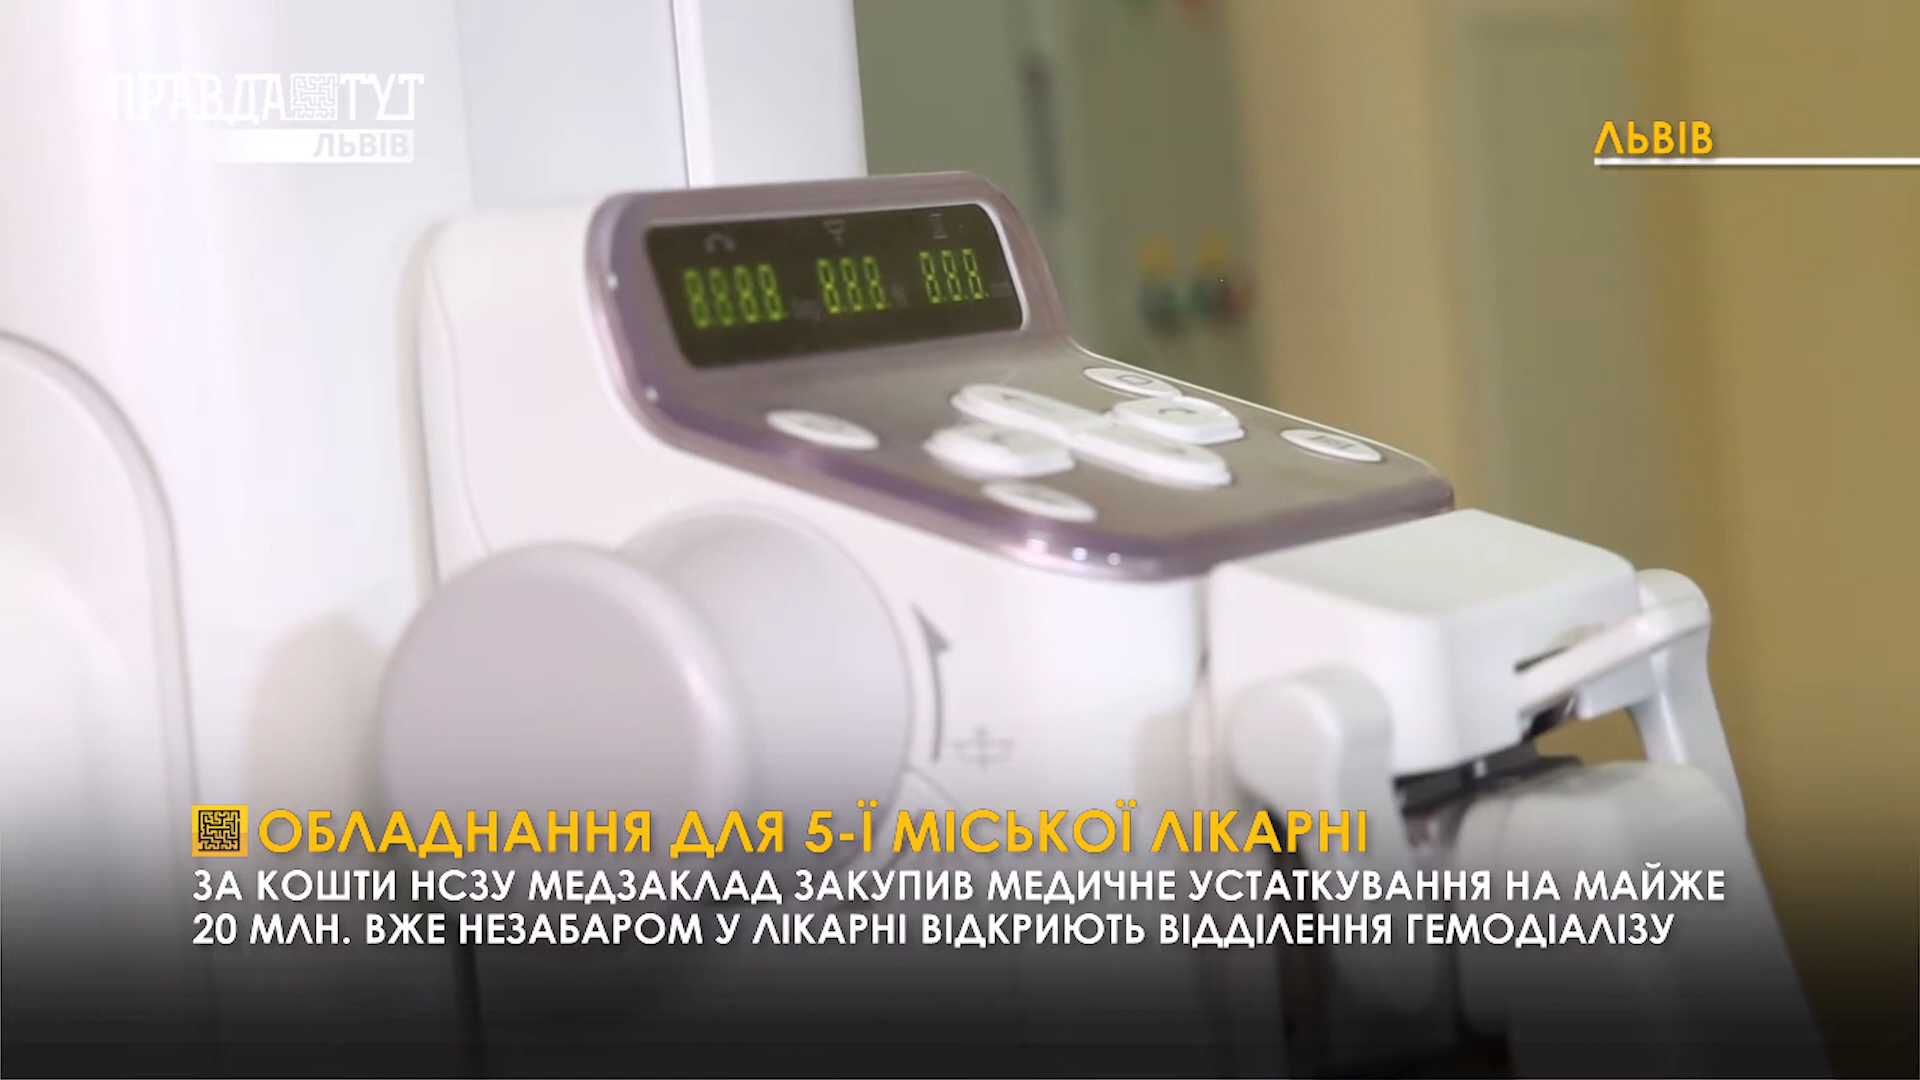 ПРАВДА ТУТ
ЛЬВІВ
ЛЬВІВ
8888 888 888
ОБЛАДНАННЯ ДЛЯ 5-Ї МІСЬКОЇ ЛІКАРНІ
ЗА КОШТИ НСЗУ МЕДЗАКЛАД ЗАКУПИВ МЕДИЧНЕ УСТАТКУВАННЯ НА МАЙЖЕ
20 МЛН. ВЖЕ НЕЗАБАРОМ У ЛІКАРНІ ВІДКРИЮТЬ ВІДДІЛЕННЯ ГЕМОДІАЛІЗУ